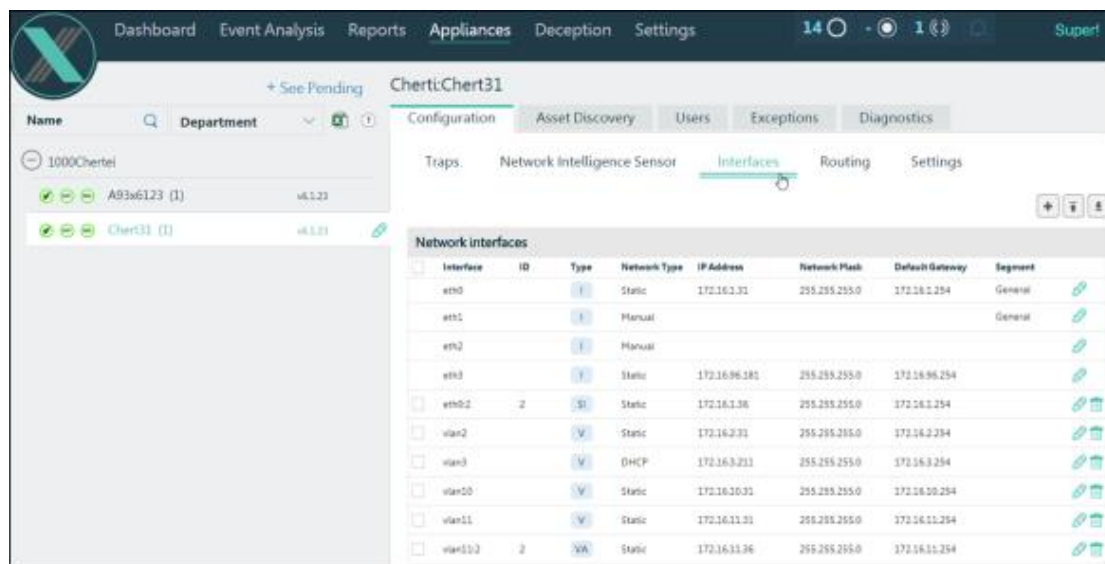 Dashboard Event Analysis Reports Appliances Deception Settings 14 - 1 Super!
+ See Pending
Name Department
1000Chertei
A93x6123 (1) v6.1.23
Chert31 (1) v6.1.23
Cherti:Chert31
Configuration Asset Discovery Users Exceptions Diagnostics
Traps Network Intelligence Sensor Interfaces Routing Settings
Network interfaces
Interface ID Type Network Type IP Address Network Mask Default Gateway Segment
eth0 I Static 172.16.1.31 255.255.255.0 172.16.1.254 General
eth1 I Manual General
eth2 I Manual
eth3 I Static 172.16.96.181 255.255.255.0 172.16.96.254
eth0:2 2 SI Static 172.16.1.36 255.255.255.0 172.16.1.254
vlan2 V Static 172.16.2.31 255.255.255.0 172.16.2.254
vlan3 V DHCP 172.16.3.211 255.255.255.0 172.16.3.254
vlan10 V Static 172.16.10.31 255.255.255.0 172.16.10.254
vlan11 V Static 172.16.11.31 255.255.255.0 172.16.11.254
vlan11:2 2 VA Static 172.16.11.36 255.255.255.0 172.16.11.254